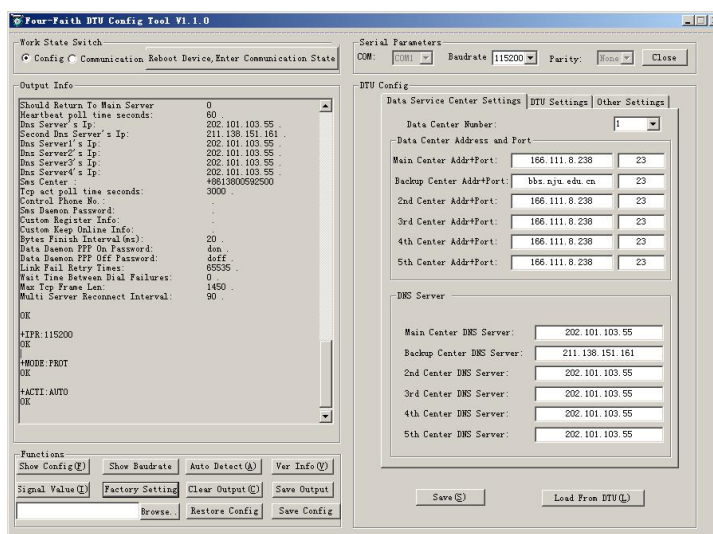 Four-Faith DTU Config Tool V1.1.0
Work State Switch
Config Communication Reboot Device,Enter Communication State
Serial Parameters
COM: COM1 Baudrate 115200 Parity: None Close
Output Info
Should Return To Main Server 0
Heartbeat poll time seconds: 60 .
Dns Server's Ip: 202.101.103.55 .
Second Dns Server's Ip: 211.138.151.161 .
Dns Server1's Ip: 202.101.103.55 .
Dns Server2's Ip: 202.101.103.55 .
Dns Server3's Ip: 202.101.103.55 .
Dns Server4's Ip: 202.101.103.55 .
Sms Center : +8613800592500
Tcp act poll time seconds: 3000 .
Control Phone No.: .
Sms Daemon Password: .
Custom Register Info: .
Custom Keep Online Info: .
Bytes Finish Interval(ms): 20 .
Data Daemon PPP On Password: don .
Data Daemon PPP Off Password: doff .
Link Fail Retry Times: 65535 .
Wait Time Between Dial Failures: 0 .
Max Tcp Frame Len: 1450 .
Multi Server Reconnect Interval: 90 .
OK
+IPR:115200
OK
+MODE:PROT
OK
+ACTI:AUTO
OK
Functions
Show Config(F) Show Baudrate Auto Detect(A) Ver Info(V)
Signal Value(I) Factory Setting Clear Output(C) Save Output
Browse.. Restore Config Save Config
DTU Config
Data Service Center Settings DTU Settings Other Settings
Data Center Number: 1
Data Center Address and Port
Main Center Addr+Port: 166.111.8.238 23
Backup Center Addr+Port: bbs.nju.edu.cn 23
2nd Center Addr+Port: 166.111.8.238 23
3rd Center Addr+Port: 166.111.8.238 23
4th Center Addr+Port: 166.111.8.238 23
5th Center Addr+Port: 166.111.8.238 23
DNS Server
Main Center DNS Server: 202.101.103.55
Backup Center DNS Server: 211.138.151.161
2nd Center DNS Server: 202.101.103.55
3rd Center DNS Server: 202.101.103.55
4th Center DNS Server: 202.101.103.55
5th Center DNS Server: 202.101.103.55
Save(S) Load From DTU(L)